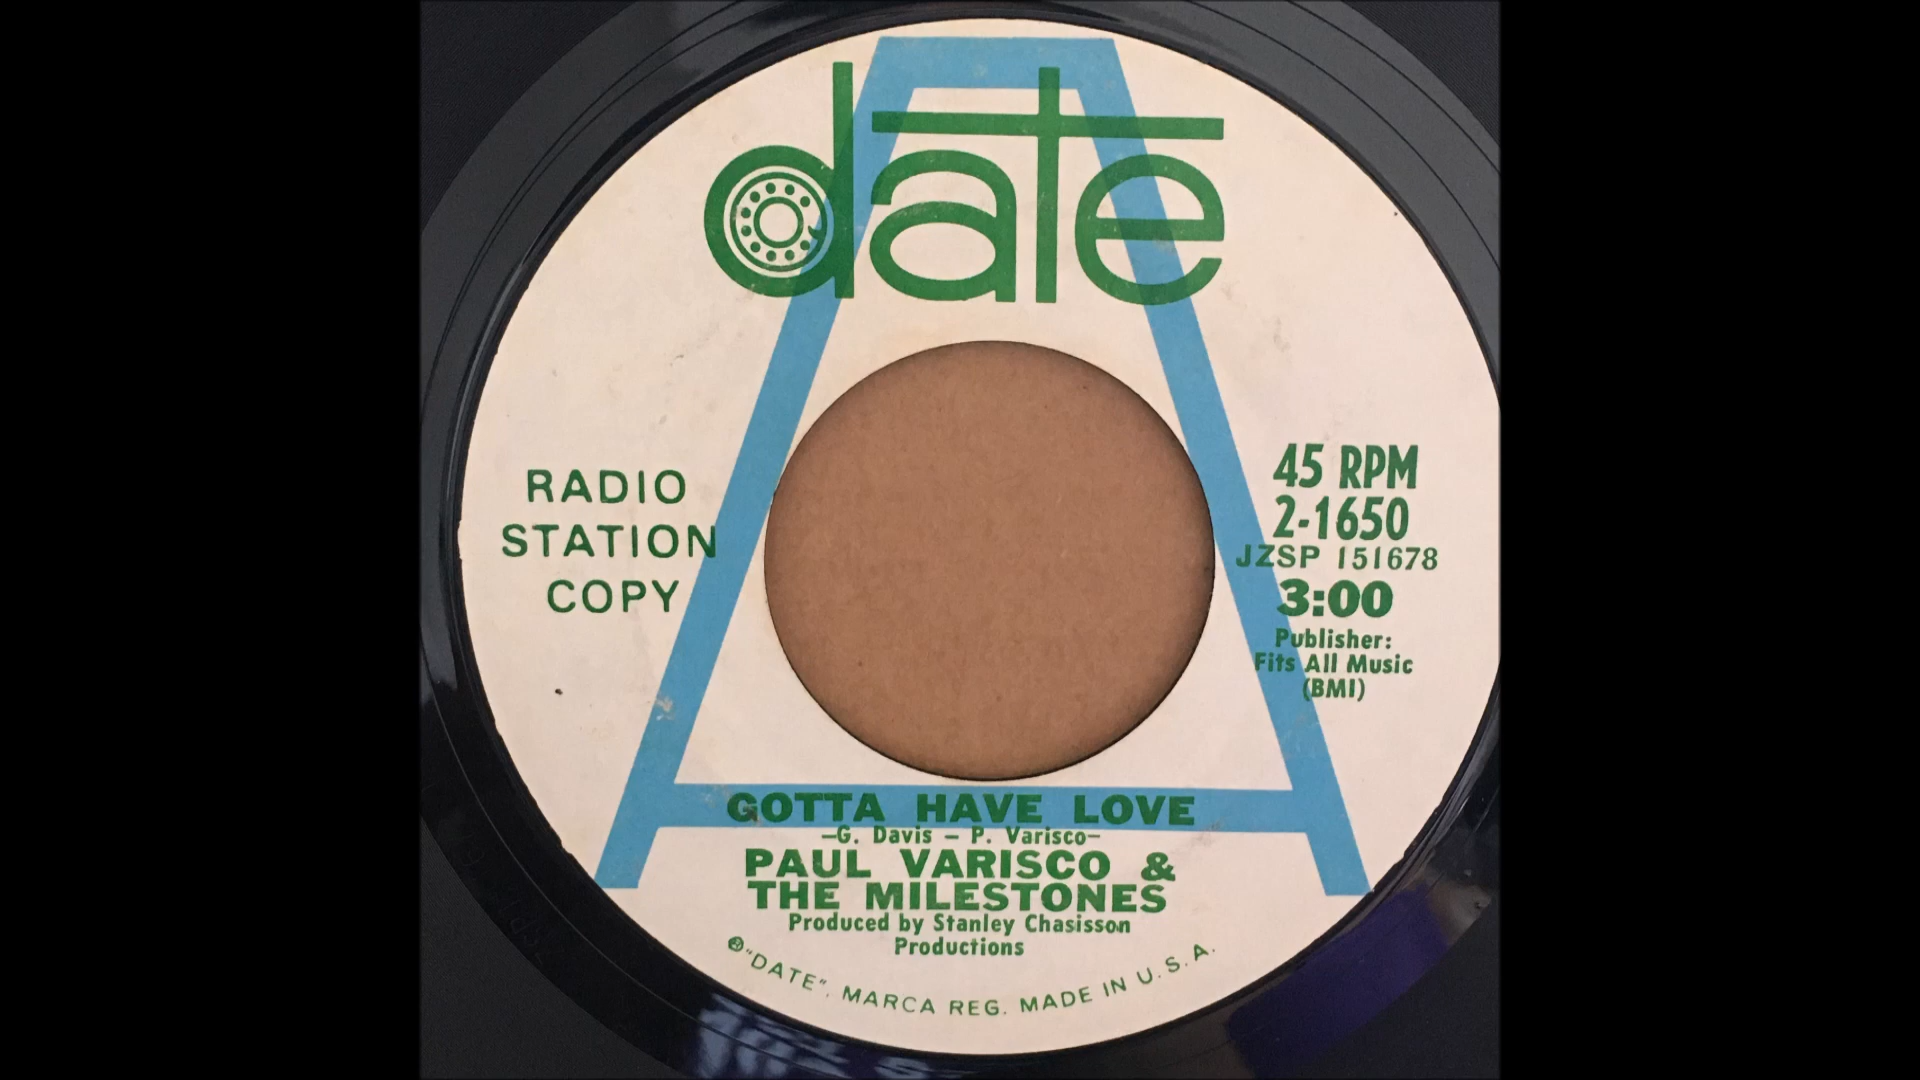 date
RADIO
STATION
COPY
45 RPM
2-1650
JZSP 151678
3:00
Publisher:
Fits All Music
(BMI)
GOTTA HAVE LOVE
–G. Davis – P. Varisco–
PAUL VARISCO &
THE MILESTONES
Produced by Stanley Chasisson
Productions
"DATE", MARCA REG. MADE IN U.S.A.